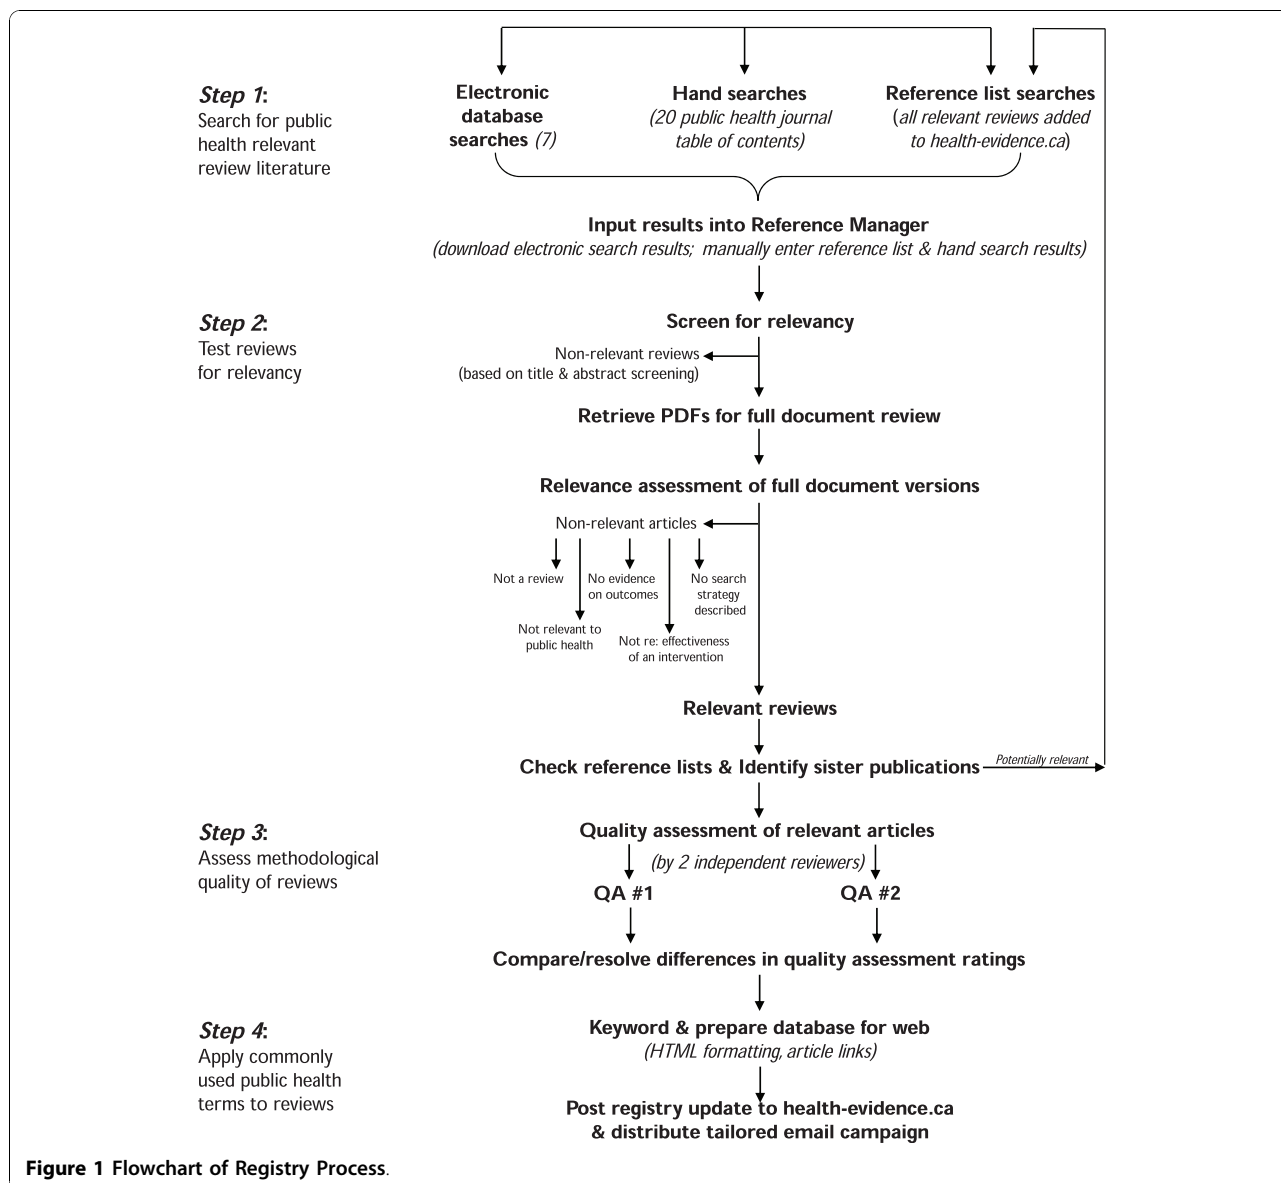 Step 1:
Search for public
health relevant
review literature
Electronic
database
searches (7)
Hand searches
(20 public health journal
table of contents)
Reference list searches
(all relevant reviews added
to health-evidence.ca)
Input results into Reference Manager
(download electronic search results; manually enter reference list & hand search results)
Step 2:
Test reviews
for relevancy
Screen for relevancy
Non-relevant reviews
(based on title & abstract screening)
Retrieve PDFs for full document review
Relevance assessment of full document versions
Non-relevant articles
Not a review
No evidence
on outcomes
No search
strategy
described
Not relevant to
public health
Not re: effectiveness
of an intervention
Relevant reviews
Check reference lists & Identify sister publications
Potentially relevant
Step 3:
Assess methodological
quality of reviews
Quality assessment of relevant articles
(by 2 independent reviewers)
QA #1
QA #2
Compare/resolve differences in quality assessment ratings
Step 4:
Apply commonly
used public health
terms to reviews
Keyword & prepare database for web
(HTML formatting, article links)
Post registry update to health-evidence.ca
& distribute tailored email campaign
Figure 1 Flowchart of Registry Process.